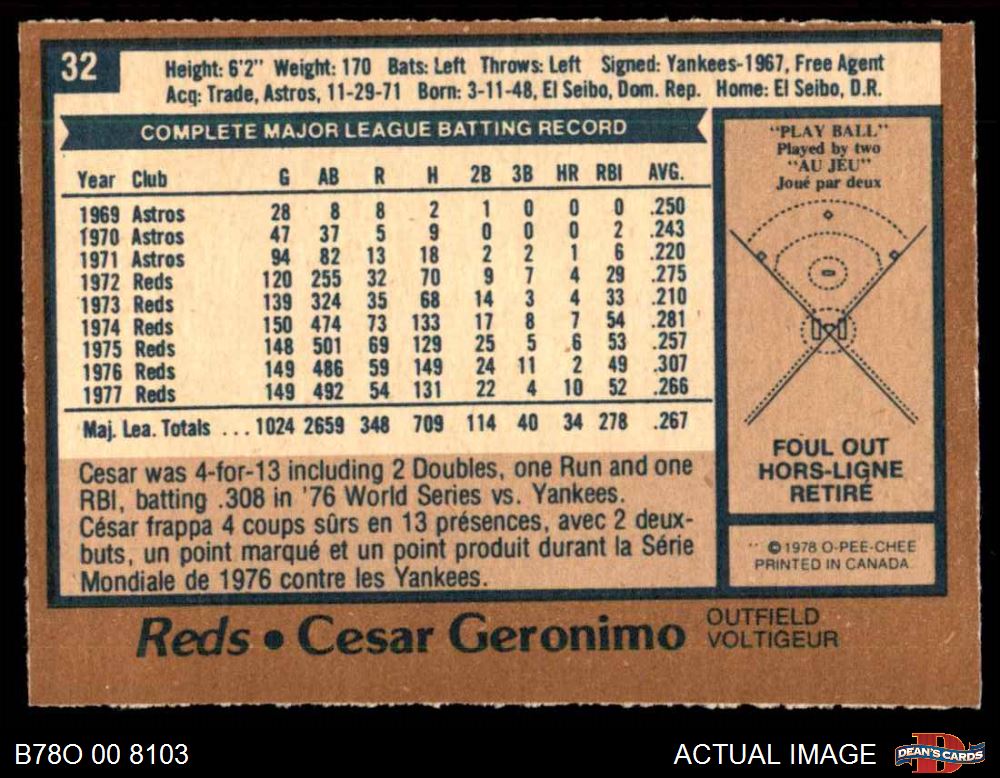 32
Height: 6'2" Weight: 170 Bats: Left Throws: Left Signed: Yankees-1967, Free Agent
Acq: Trade, Astros, 11-29-71 Born: 3-11-48, El Seibo, Dom. Rep. Home: El Seibo, D.R.
COMPLETE MAJOR LEAGUE BATTING RECORD
Year Club G AB R H 2B 3B HR RBI AVG.
1969 Astros 28 8 8 2 1 0 0 0 .250
1970 Astros 47 37 5 9 0 0 0 2 .243
1971 Astros 94 82 13 18 2 2 1 6 .220
1972 Reds 120 255 32 70 9 7 4 29 .275
1973 Reds 139 324 35 68 14 3 4 33 .210
1974 Reds 150 474 73 133 17 8 7 54 .281
1975 Reds 148 501 69 129 25 5 6 53 .257
1976 Reds 149 486 59 149 24 11 2 49 .307
1977 Reds 149 492 54 131 22 4 10 52 .266
Maj. Lea. Totals ... 1024 2659 348 709 114 40 34 278 .267
Cesar was 4-for-13 including 2 Doubles, one Run and one
RBI, batting .308 in '76 World Series vs. Yankees.
César frappa 4 coups sûrs en 13 présences, avec 2 deux-
buts, un point marqué et un point produit durant la Série
Mondiale de 1976 contre les Yankees.
"PLAY BALL"
Played by two
"AU JEU"
Joué par deux
FOUL OUT
HORS-LIGNE
RETIRÉ
© 1978 O-PEE-CHEE
PRINTED IN CANADA
Reds • Cesar Geronimo
OUTFIELD
VOLTIGEUR
B78O 00 8103
ACTUAL IMAGE
DEAN'S CARDS